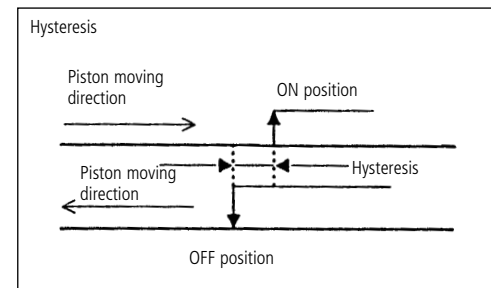 Hysteresis
Piston moving
direction
ON position
Piston moving
direction
Hysteresis
OFF position